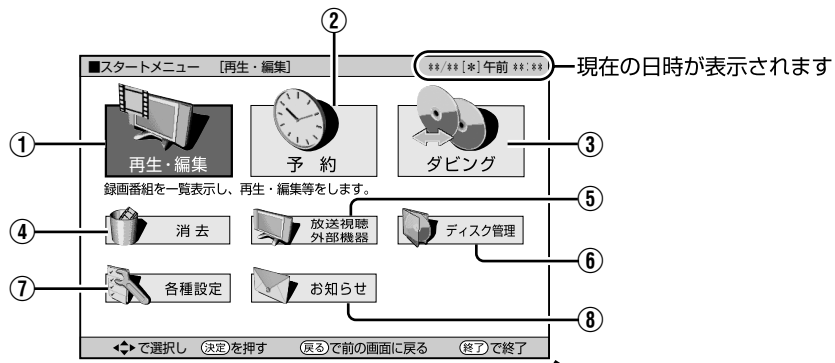 ②
■スタートメニュー　[再生・編集]　**/**[*]午前 **:**
現在の日時が表示されます
①
再生・編集
予　約
ダビング
③
録画番組を一覧表示し、再生・編集等をします。
⑤
④
消 去
放送視聴
外部機器
ディスク管理
⑥
⑦
各種設定
お知らせ
⑧
で選択し　決定を押す　戻るで前の画面に戻る　終了で終了